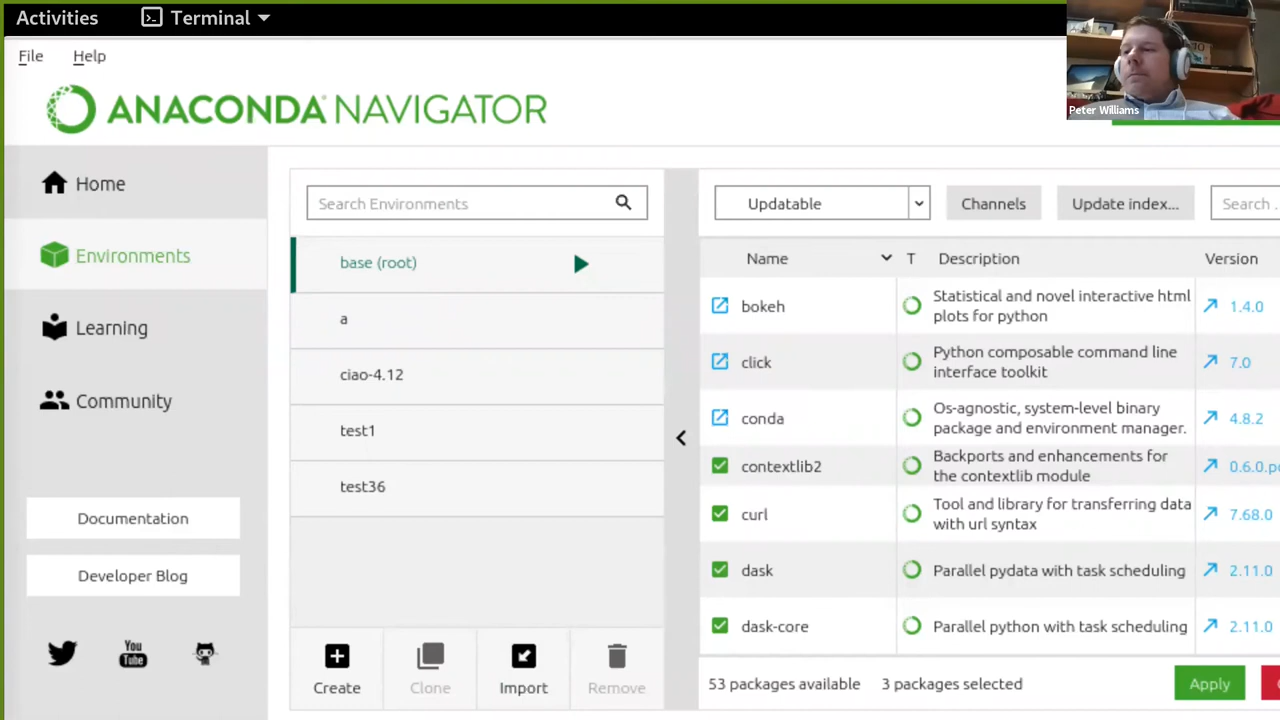 Activities
Terminal
Peter Williams
File
Help
ANACONDA NAVIGATOR
Home
Environments
Learning
Community
Documentation
Developer Blog
You
Tube
Search Environments
base (root)
a
ciao-4.12
test1
test36
Create
Clone
Import
Remove
Updatable
Channels
Update index...
Search .
Name
T
Description
Version
bokeh
Statistical and novel interactive html
plots for python
1.4.0
click
Python composable command line
interface toolkit
7.0
conda
Os-agnostic, system-level binary
package and environment manager.
4.8.2
contextlib2
Backports and enhancements for
the contextlib module
0.6.0.po
curl
Tool and library for transferring data
with url syntax
7.68.0
dask
Parallel pydata with task scheduling
2.11.0
dask-core
Parallel python with task scheduling
2.11.0
53 packages available
3 packages selected
Apply